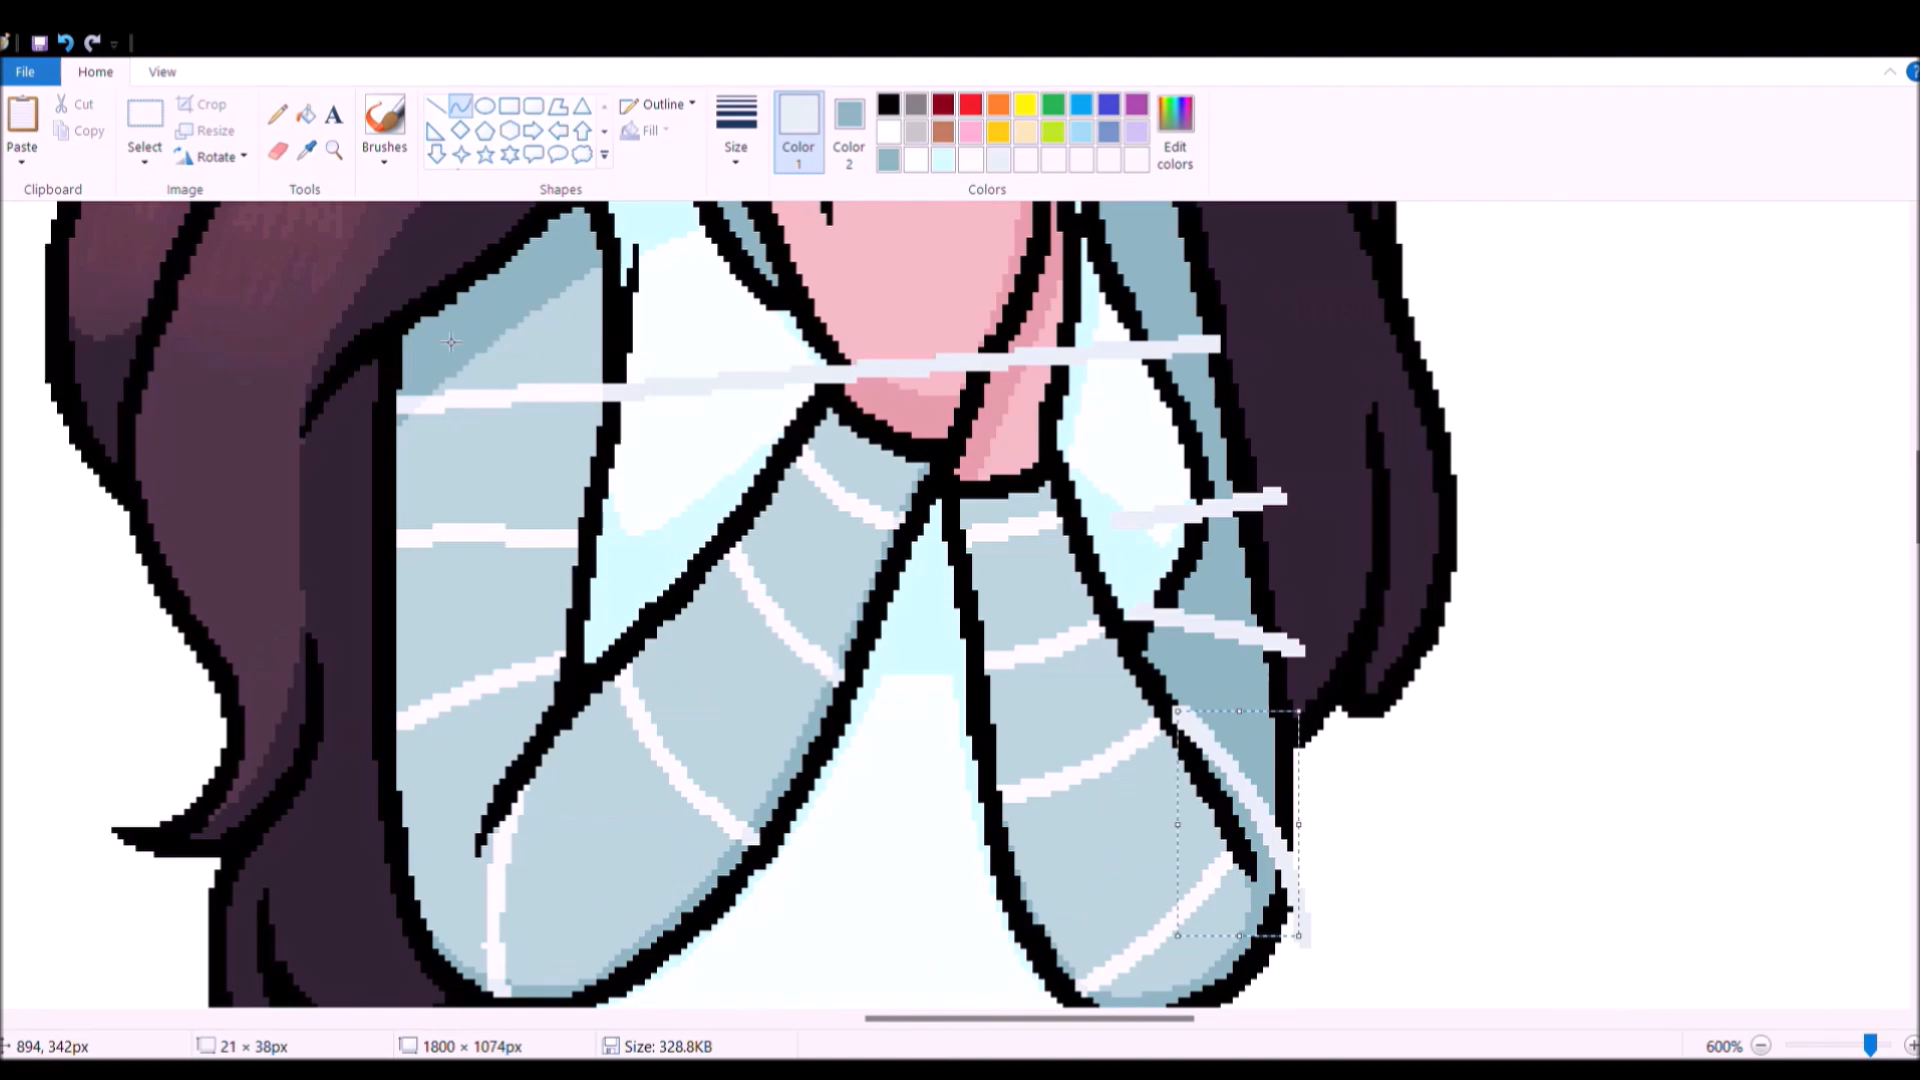 File Home View
Paste
Cut
Copy
Clipboard
Select
Crop
Resize
Rotate
Image
A
Tools
Brushes
Outline
Fill
Shapes
Size
Color
1
Color
2
Edit
colors
Colors
894, 342px
21 × 38px
1800 × 1074px
Size: 328.8KB
600%